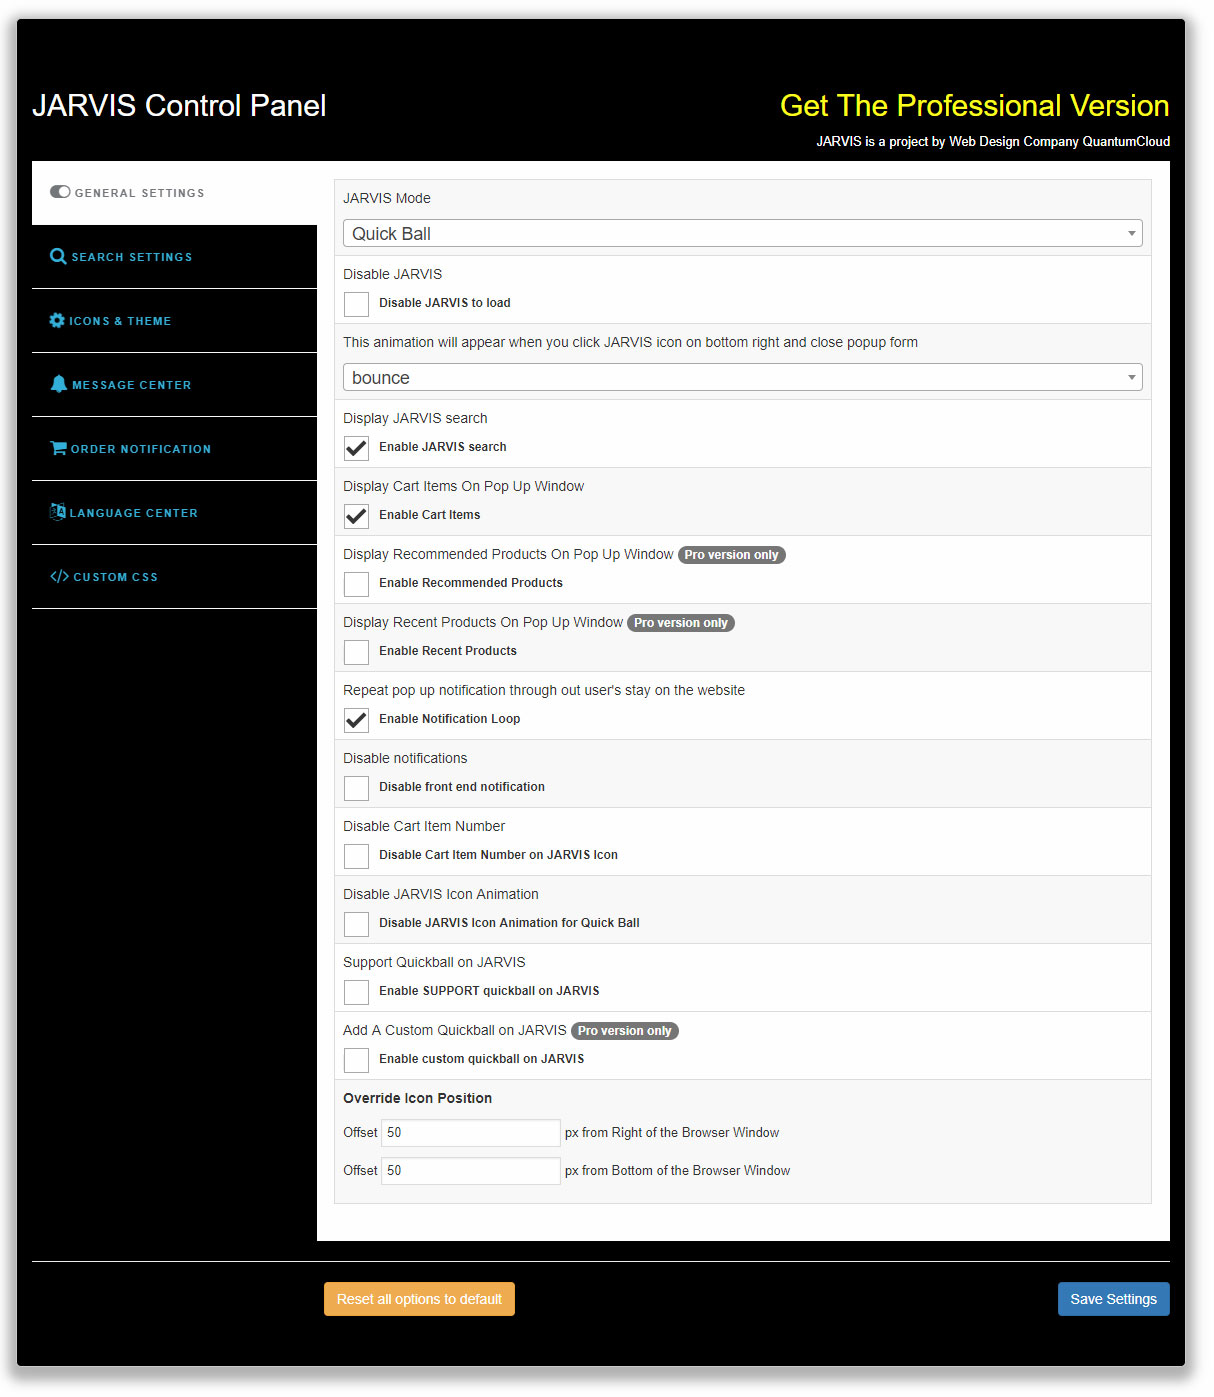 JARVIS Control Panel
Get The Professional Version
JARVIS is a project by Web Design Company QuantumCloud
GENERAL SETTINGS
SEARCH SETTINGS
ICONS & THEME
MESSAGE CENTER
ORDER NOTIFICATION
LANGUAGE CENTER
CUSTOM CSS
JARVIS Mode
Quick Ball
Disable JARVIS
Disable JARVIS to load
This animation will appear when you click JARVIS icon on bottom right and close popup form
bounce
Display JARVIS search
Enable JARVIS search
Display Cart Items On Pop Up Window
Enable Cart Items
Display Recommended Products On Pop Up Window Pro version only
Enable Recommended Products
Display Recent Products On Pop Up Window Pro version only
Enable Recent Products
Repeat pop up notification through out user's stay on the website
Enable Notification Loop
Disable notifications
Disable front end notification
Disable Cart Item Number
Disable Cart Item Number on JARVIS Icon
Disable JARVIS Icon Animation
Disable JARVIS Icon Animation for Quick Ball
Support Quickball on JARVIS
Enable SUPPORT quickball on JARVIS
Add A Custom Quickball on JARVIS Pro version only
Enable custom quickball on JARVIS
Override Icon Position
Offset 50 px from Right of the Browser Window
Offset 50 px from Bottom of the Browser Window
Reset all options to default
Save Settings